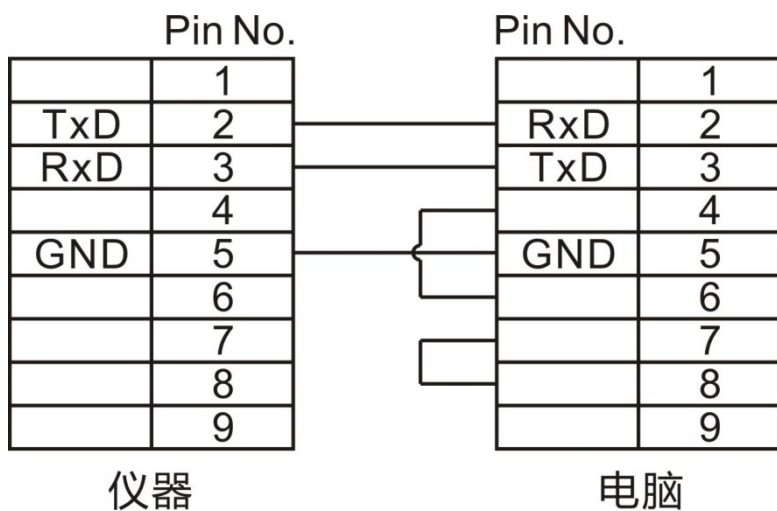 Pin No. Pin No.
1 1
TxD 2 RxD 2
RxD 3 TxD 3
4 4
GND 5 GND 5
6 6
7 7
8 8
9 9
仪器 电脑